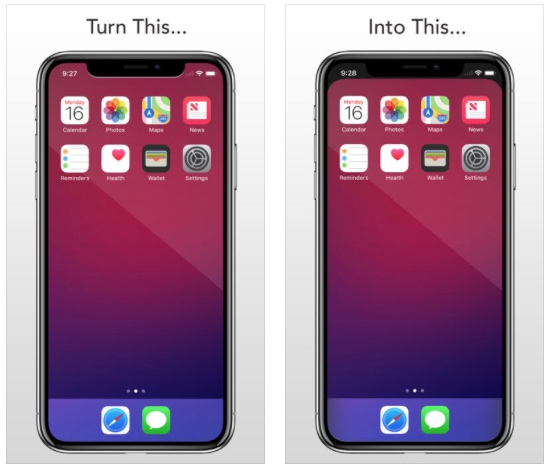 Turn This...
9:27
Monday
16
Calendar
Photos
Maps
News
Reminders
Health
Wallet
Settings
Into This...
9:28
Monday
16
Calendar
Photos
Maps
News
Reminders
Health
Wallet
Settings